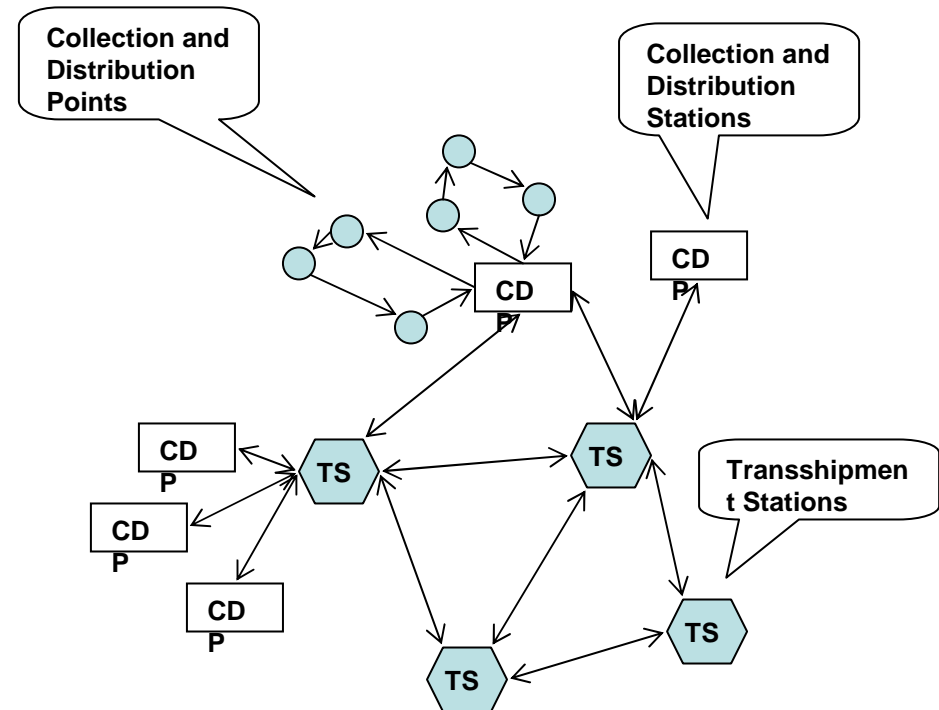 Collection and
Distribution
Points
Collection and
Distribution
Stations
CD
P
CD
P
CD
P
TS
TS
Transshipmen
t Stations
CD
P
CD
P
TS
TS